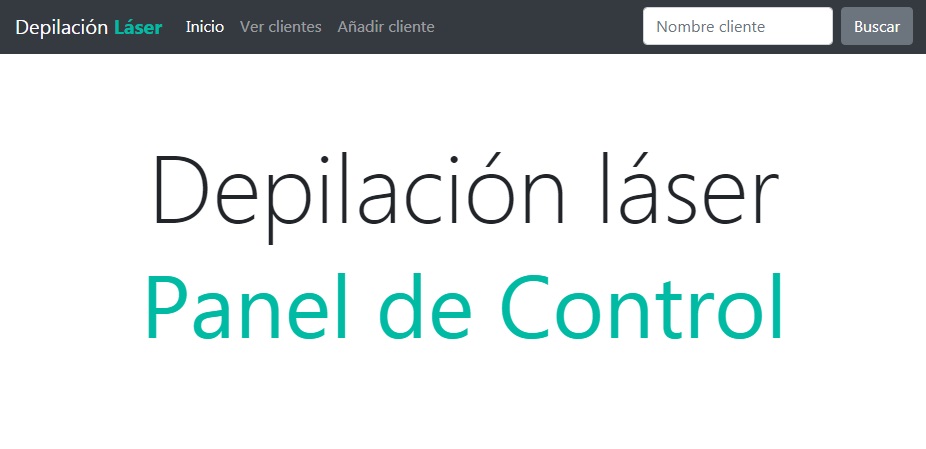 Depilación Láser Inicio Ver clientes Añadir cliente Nombre cliente Buscar
Depilación láser
Panel de Control